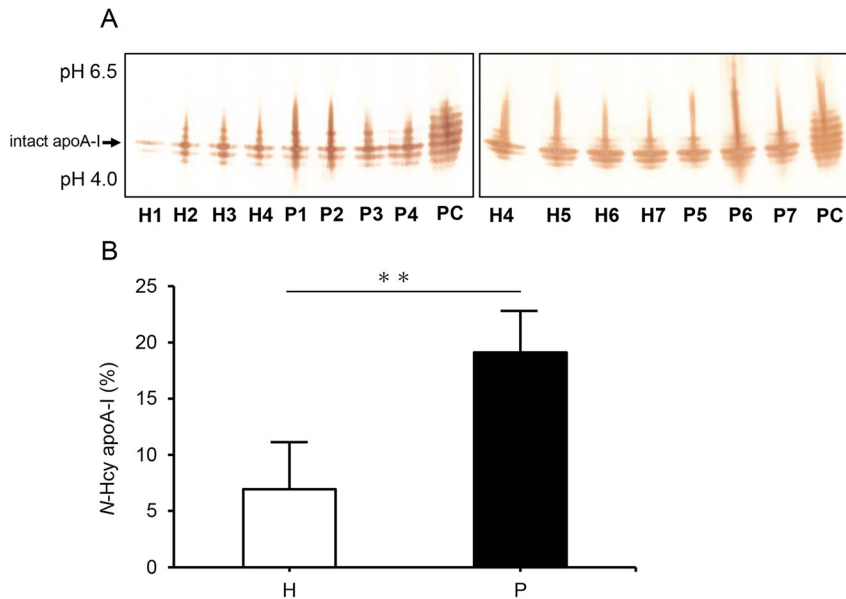 A
pH 6.5
intact apoA-I
pH 4.0
H1 H2 H3 H4 P1 P2 P3 P4 PC H4 H5 H6 H7 P5 P6 P7 PC
B
**
25
20
15
10
5
0
N-Hcy apoA-I (%)
H P